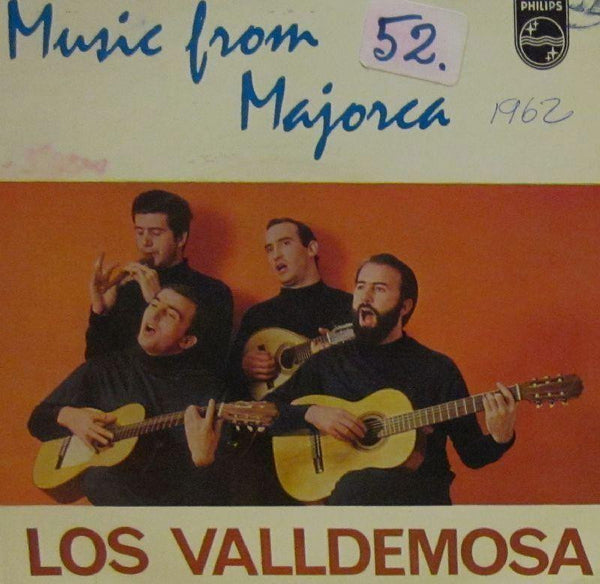 Music from
52.
PHILIPS
Majorca
1962
LOS VALLDEMOSA